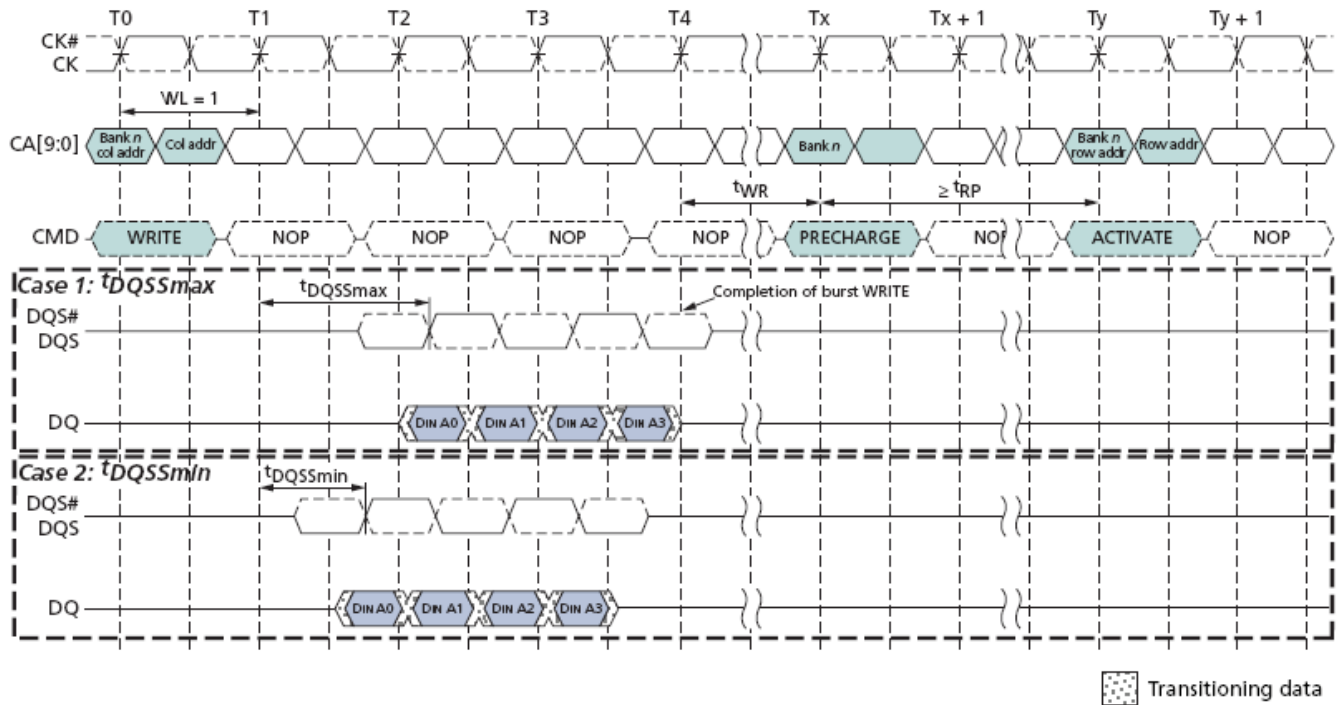 T0 T1 T2 T3 T4 Tx Tx + 1 Ty Ty + 1
CK#
CK
WL = 1
CA[9:0]
Bank n
col addr
Col addr
Bank n
Bank n
row addr
Row addr
tWR
≥ tRP
CMD WRITE NOP NOP NOP NOP PRECHARGE NOP ACTIVATE NOP
Case 1: tDQSSmax
tDQSSmax
Completion of burst WRITE
DQS#
DQS
DQ DIN A0 DIN A1 DIN A2 DIN A3
Case 2: tDQSSmin
tDQSSmin
DQS#
DQS
DQ DIN A0 DIN A1 DIN A2 DIN A3
Transitioning data